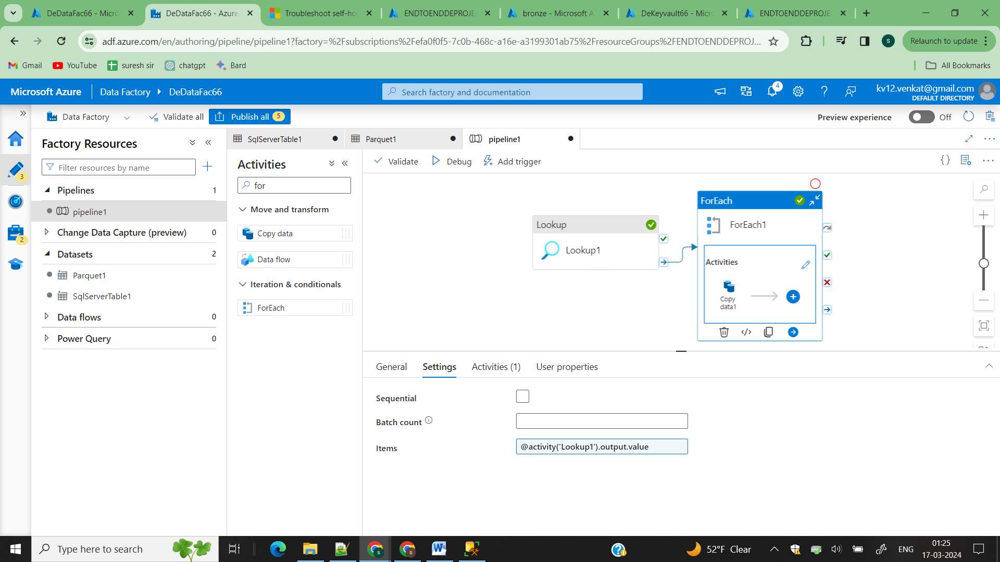 DeDataFac66 - Micro
DeDataFac66 - Azure
Troubleshoot self-hos
ENDTOENDDEPROJE
bronze - Microsoft A
DeKeyvault66 - Micro
ENDTOENDDEPROJE
adf.azure.com/en/authoring/pipeline/pipeline1?factory=%2Fsubscriptions%2Fefa0f0f5-7c0b-468c-a16e-a3199301ab75%2FresourceGroups%2FENDTOENDDEPROJ...
s
Relaunch to update
Gmail
YouTube
suresh sir
chatgpt
Bard
All Bookmarks
Microsoft Azure
Data Factory
DeDataFac66
Search factory and documentation
4
kv12.venkat@gmail.com
DEFAULT DIRECTORY
Data Factory
Validate all
Publish all 5
Preview experience
Off
Factory Resources
Filter resources by name
3
Pipelines 1
pipeline1
Change Data Capture (preview) 0
2
Datasets 2
Parquet1
SqlServerTable1
Data flows 0
Power Query 0
SqlServerTable1
Parquet1
pipeline1
Activities
for
Move and transform
Copy data
Data flow
Iteration & conditionals
ForEach
Validate
Debug
Add trigger
Lookup
Lookup1
ForEach
ForEach1
Activities
Copy
data1
General
Settings
Activities (1)
User properties
Sequential
Batch count
Items
@activity('Lookup1').output.value
Type here to search
52°F Clear
ENG
01:25
17-03-2024